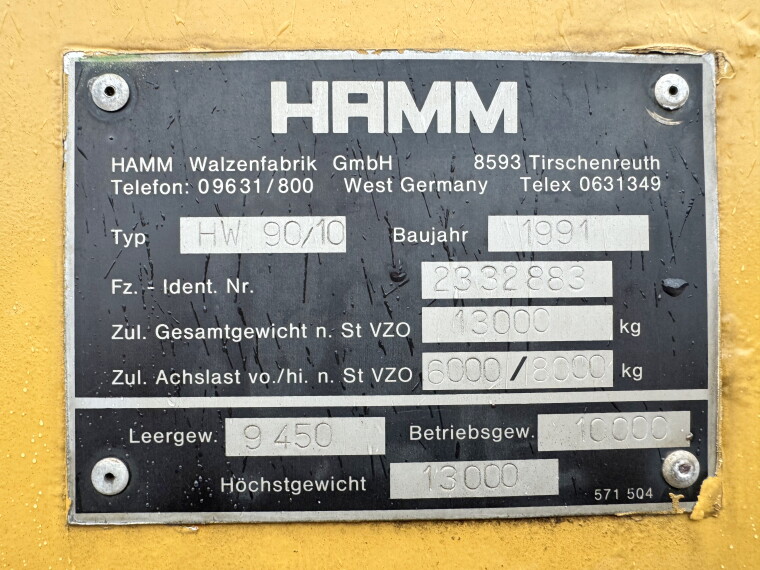 HAMM
HAMM Walzenfabrik GmbH 8593 Tirschenreuth
Telefon: 09631/800 West Germany Telex 0631349
Typ HW 90/10 Baujahr 1991
Fz. - Ident. Nr. 2332883
Zul. Gesamtgewicht n. St VZO 13000 kg
Zul. Achslast vo./hi. n. St VZO 6000/8000 kg
Leergew. 9450 Betriebsgew. 10000
Höchstgewicht 13000
571 504